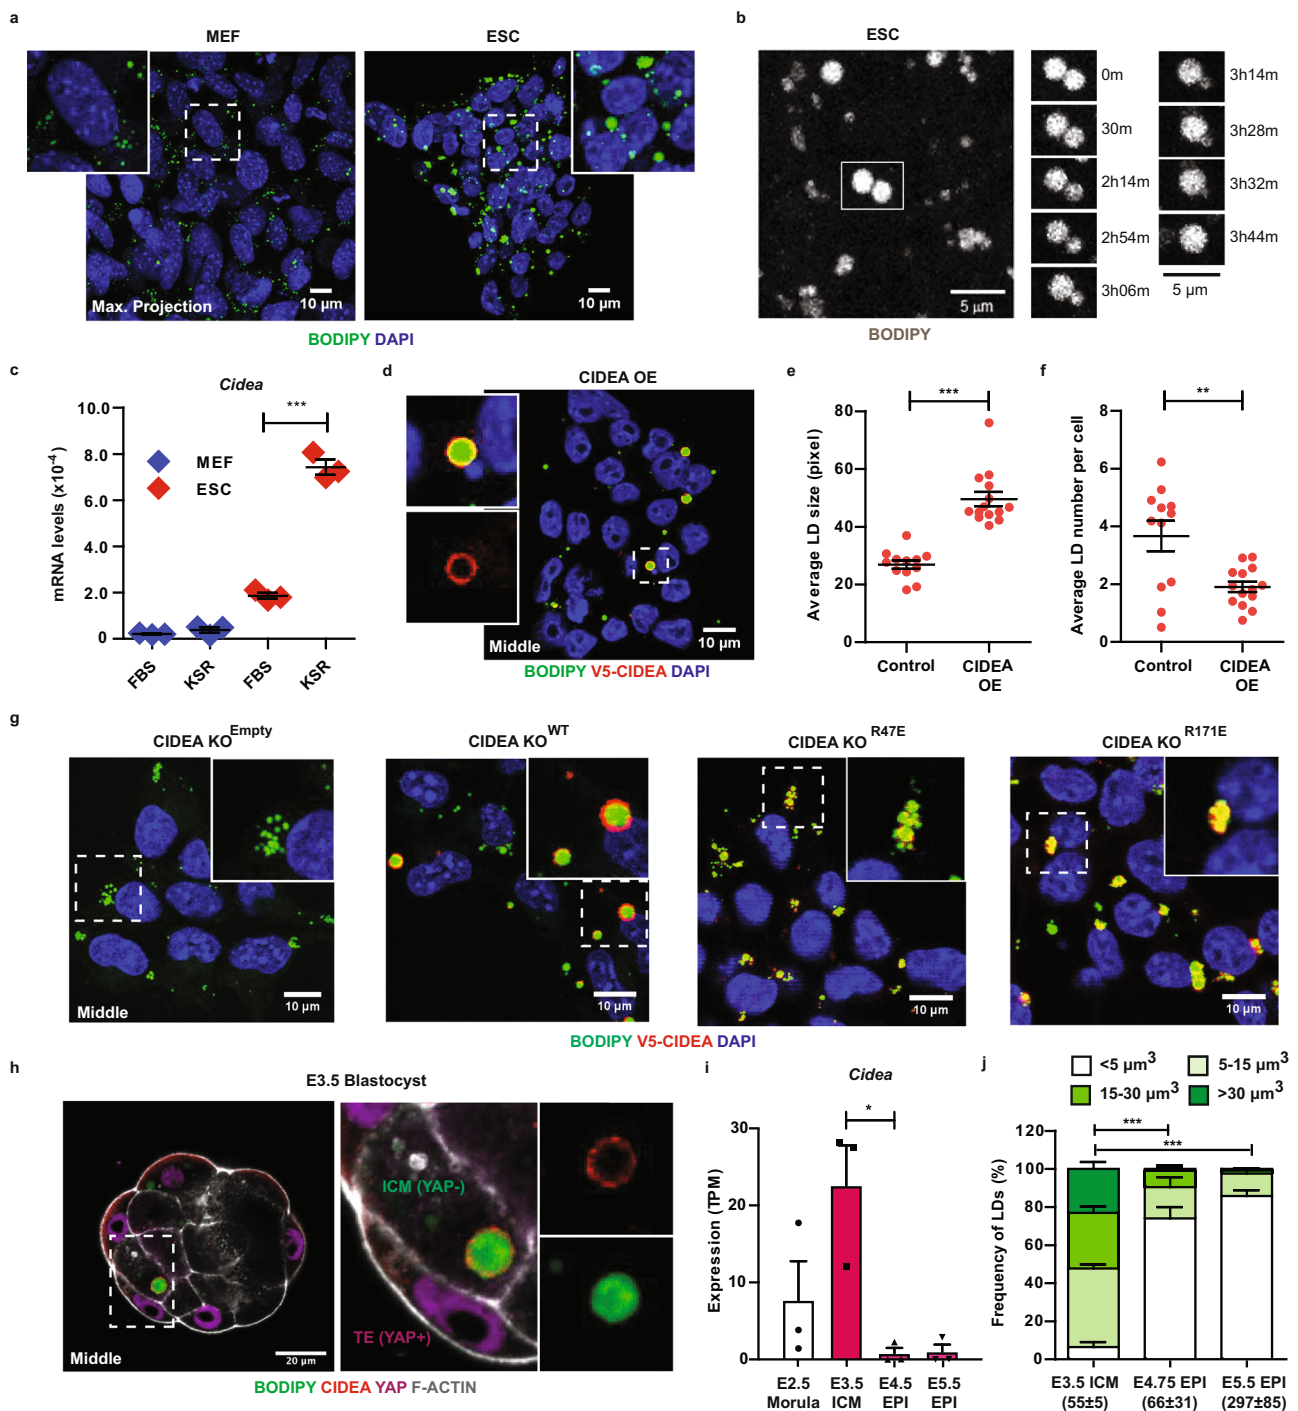 a
MEF
ESC
Max. Projection
10 µm
10 µm
BODIPY DAPI
b
ESC
5 µm
BODIPY
0m
30m
2h14m
2h54m
3h06m
3h14m
3h28m
3h32m
3h44m
5 µm
c
Cidea
mRNA levels (x10-4)
10.0
8.0
6.0
4.0
2.0
0
***
MEF
ESC
FBS
KSR
FBS
KSR
d
CIDEA OE
Middle
10 µm
BODIPY V5-CIDEA DAPI
e
Average LD size (pixel)
80
60
40
20
0
***
Control
CIDEA
OE
f
Average LD number per cell
8
6
4
2
0
**
Control
CIDEA
OE
g
CIDEA KO Empty
CIDEA KO WT
CIDEA KO R47E
CIDEA KO R171E
Middle
10 µm
10 µm
10 µm
10 µm
BODIPY V5-CIDEA DAPI
h
E3.5 Blastocyst
Middle
20 µm
ICM (YAP-)
TE (YAP+)
BODIPY CIDEA YAP F-ACTIN
i
Cidea
Expression (TPM)
30
20
10
0
*
E2.5
Morula
E3.5
ICM
E4.5
EPI
E5.5
EPI
j
<5 µm3
5-15 µm3
15-30 µm3
>30 µm3
Frequency of LDs (%)
120
100
80
60
40
20
0
***
***
E3.5 ICM
(55±5)
E4.75 EPI
(66±31)
E5.5 EPI
(297±85)